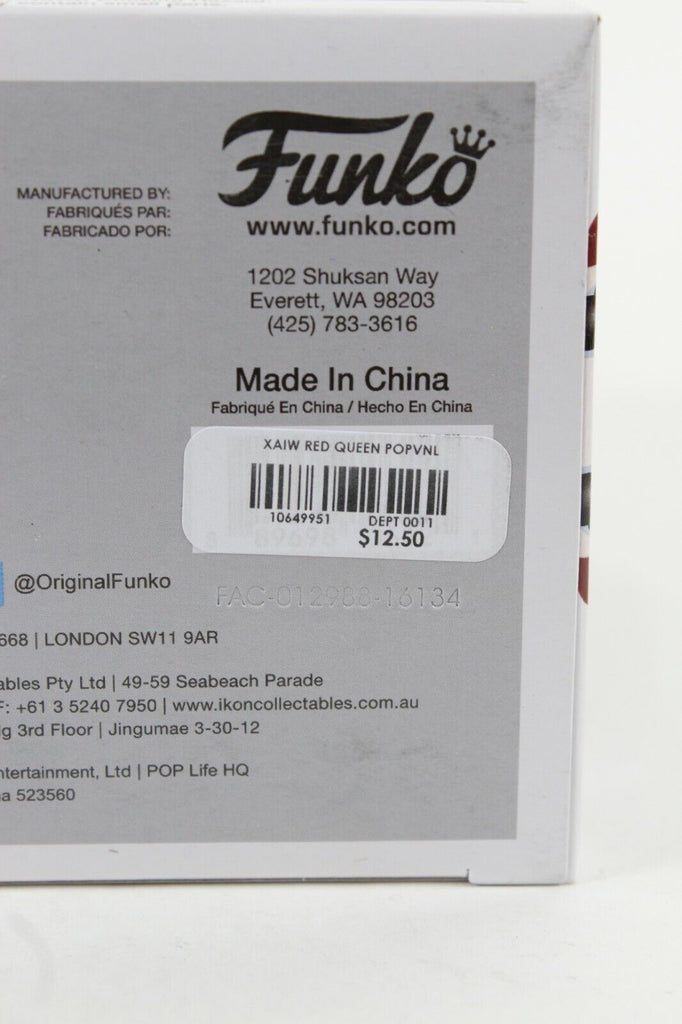 Funko
MANUFACTURED BY:
FABRIQUÉS PAR:
FABRICADO POR:
www.funko.com
1202 Shuksan Way
Everett, WA 98203
(425) 783-3616
Made In China
Fabriqué En China / Hecho En China
XAIW RED QUEEN POPVNL
10649951 DEPT 0011
$12.50
@OriginalFunko
FAC-012988-16134
668 | LONDON SW11 9AR
ables Pty Ltd | 49-59 Seabeach Parade
F: +61 3 5240 7950 | www.ikoncollectables.com.au
lg 3rd Floor | Jingumae 3-30-12
ntertainment, Ltd | POP Life HQ
a 523560